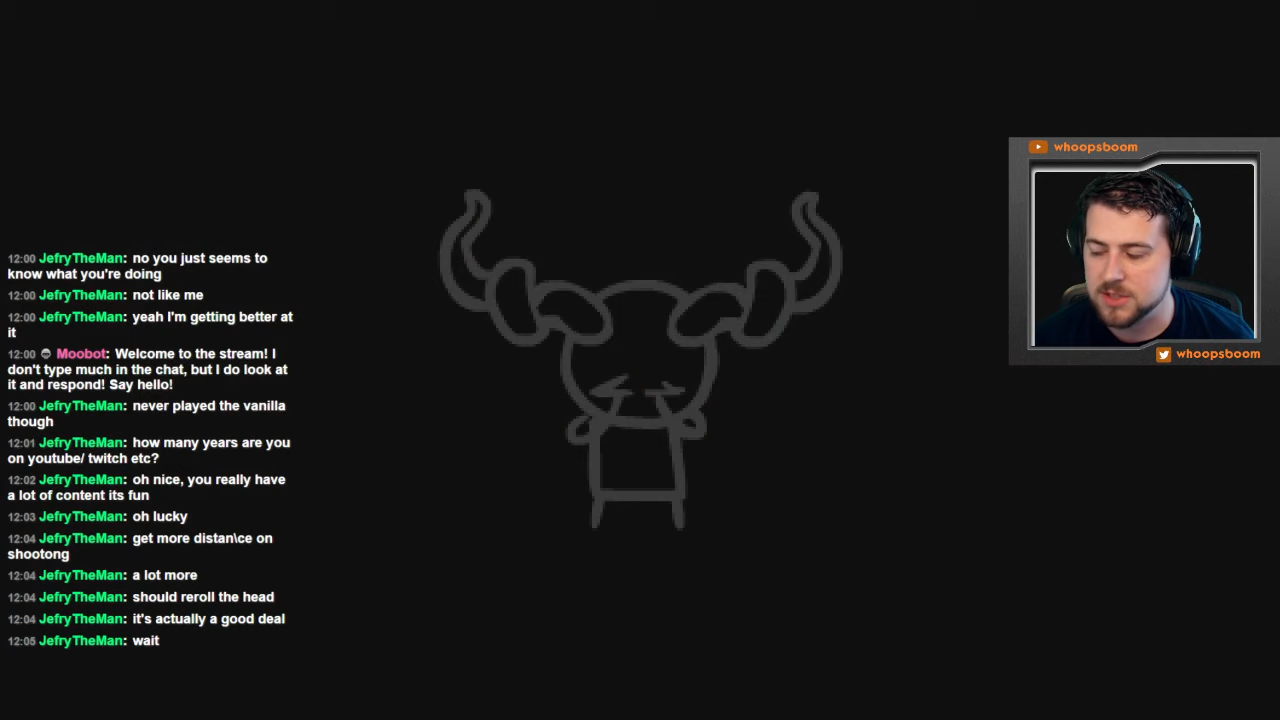 whoopsboom
12:00 JefryTheMan: no you just seems to
know what you're doing
12:00 JefryTheMan: not like me
12:00 JefryTheMan: yeah I'm getting better at
it
12:00 Moobot: Welcome to the stream! I
don't type much in the chat, but I do look at
it and respond! Say hello!
12:00 JefryTheMan: never played the vanilla
though
12:01 JefryTheMan: how many years are you
on youtube/ twitch etc?
12:02 JefryTheMan: oh nice, you really have
a lot of content its fun
12:03 JefryTheMan: oh lucky
12:04 JefryTheMan: get more distan\ce on
shootong
12:04 JefryTheMan: a lot more
12:04 JefryTheMan: should reroll the head
12:04 JefryTheMan: it's actually a good deal
12:05 JefryTheMan: wait
whoopsboom